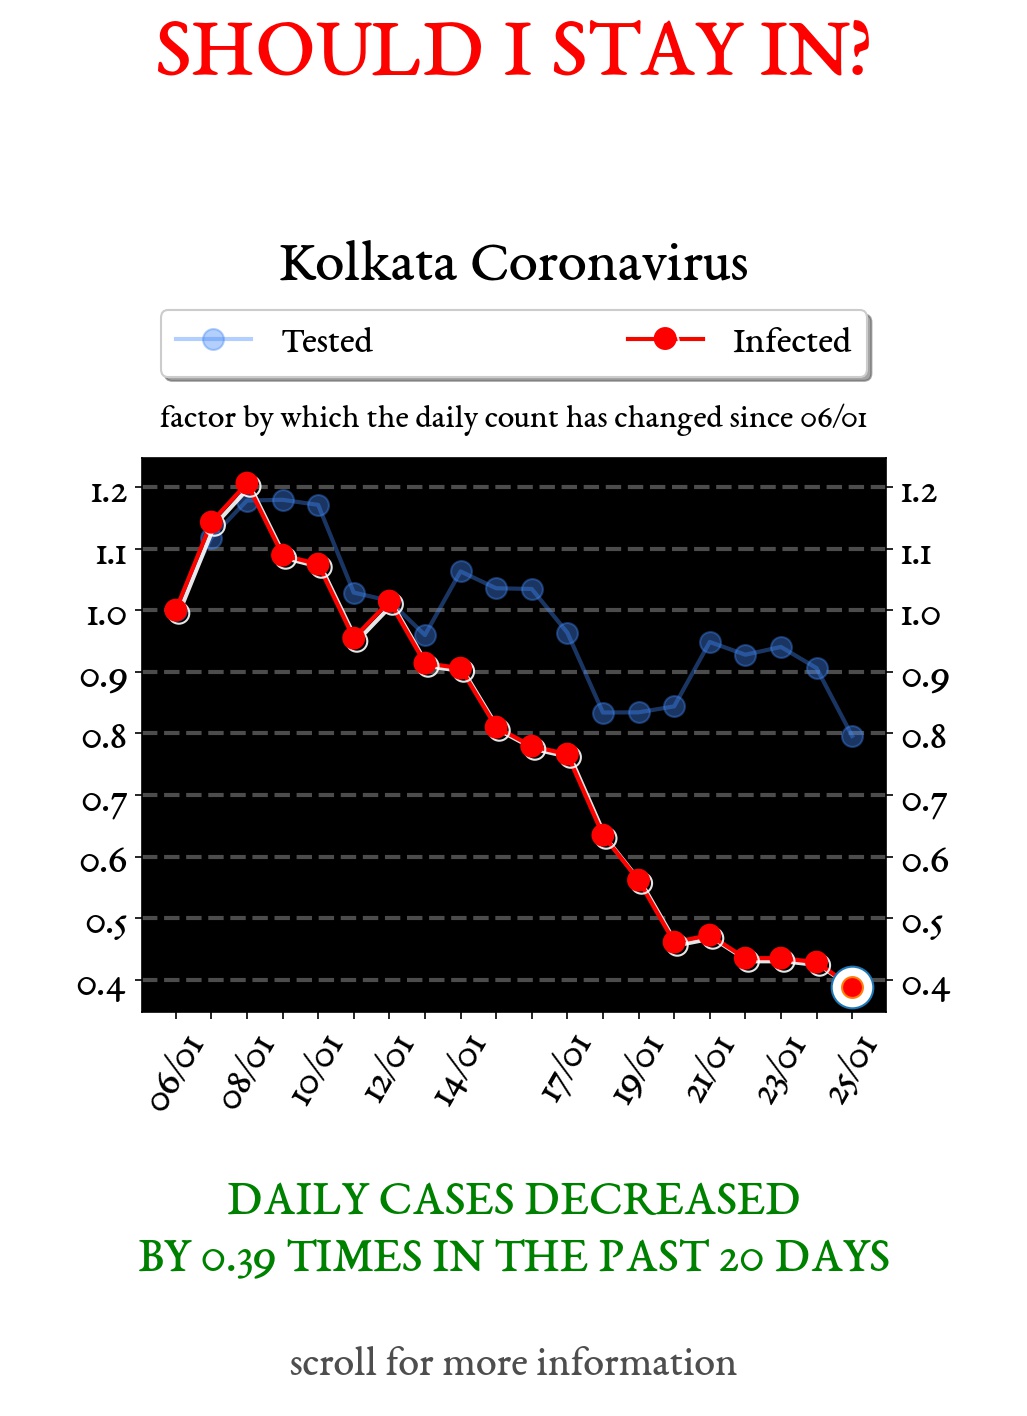 SHOULD I STAY IN?
Kolkata Coronavirus
Tested Infected
factor by which the daily count has changed since 06/01
1.2 1.2
1.1 1.1
1.0 1.0
0.9 0.9
0.8 0.8
0.7 0.7
0.6 0.6
0.5 0.5
0.4 0.4
06/01 08/01 10/01 12/01 14/01 17/01 19/01 21/01 23/01 25/01
DAILY CASES DECREASED
BY 0.39 TIMES IN THE PAST 20 DAYS
scroll for more information